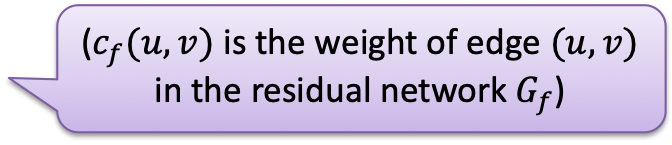 (c_f(u, v) is the weight of edge (u, v)
in the residual network G_f)